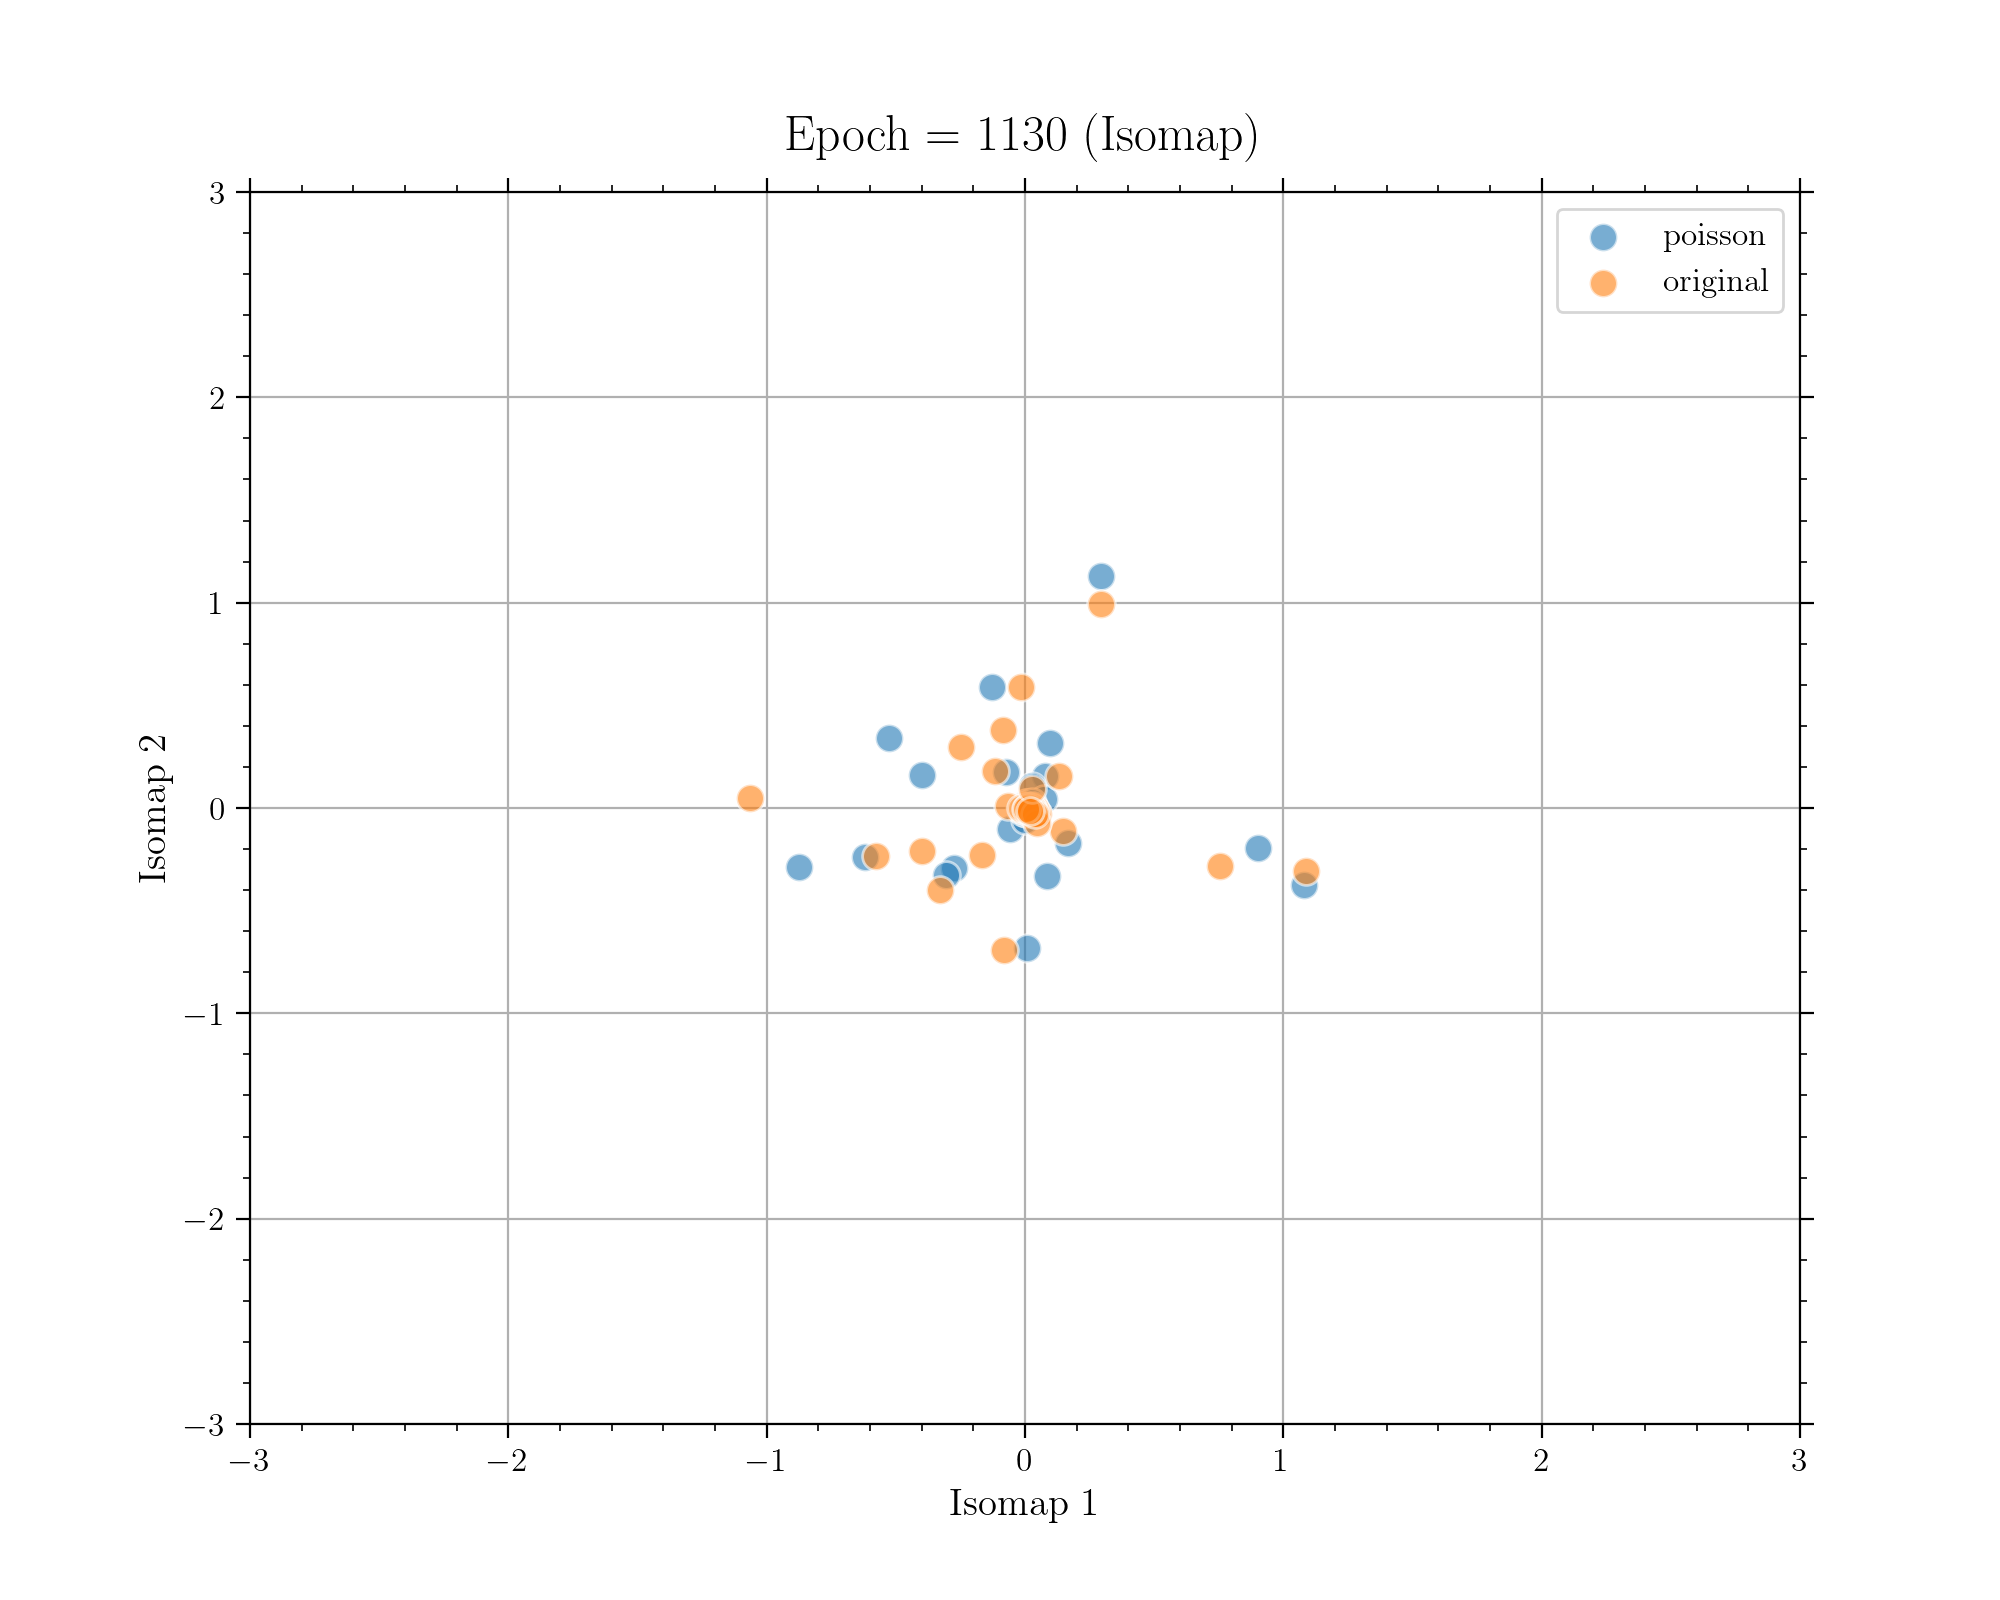 Epoch = 1130 (Isomap)
poisson
original
3
2
1
0
−1
−2
−3
Isomap 2
−3
−2
−1
0
1
2
3
Isomap 1